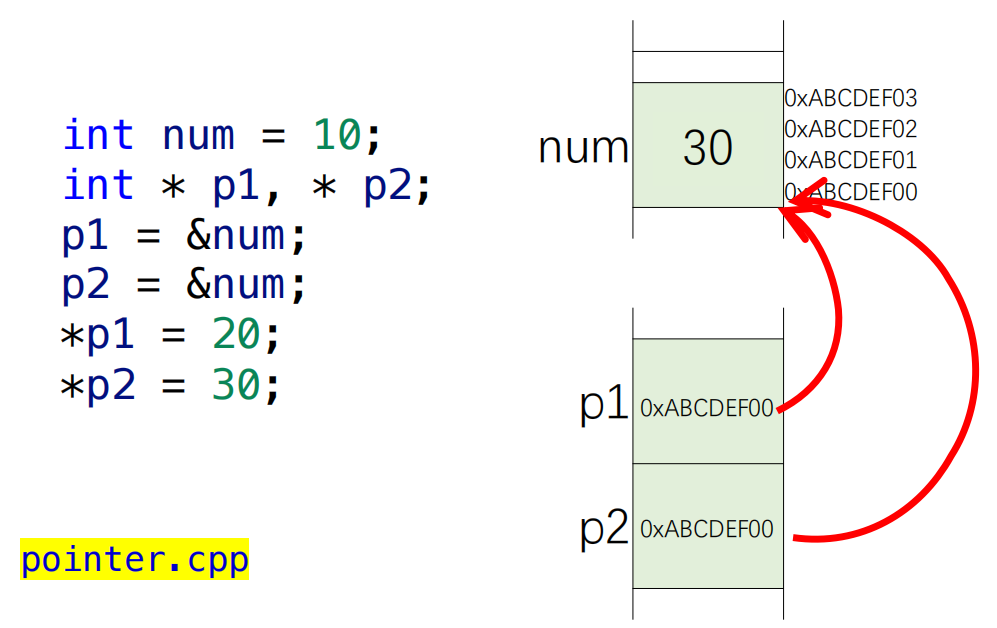 int num = 10;
int * p1, * p2;
p1 = &num;
p2 = &num;
*p1 = 20;
*p2 = 30;
pointer.cpp
num
30
0xABCDEF03
0xABCDEF02
0xABCDEF01
0xABCDEF00
p1
0xABCDEF00
p2
0xABCDEF00